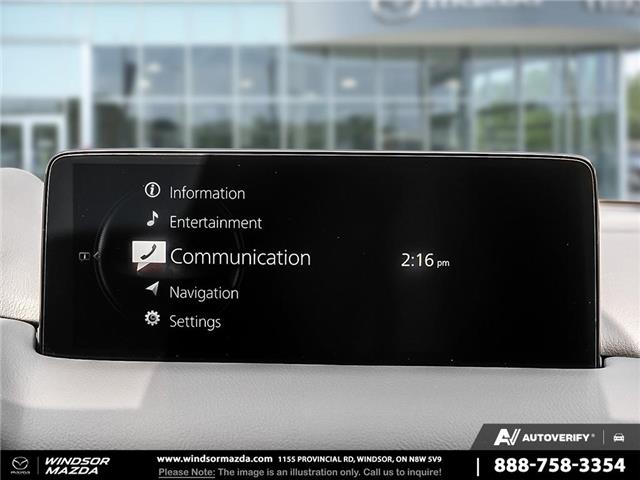 Information
Entertainment
Communication
2:16 pm
Navigation
Settings
WINDSOR
MAZDA
www.windsormazda.com 1155 PROVINCIAL RD, WINDSOR, ON N8W 5V9
Please Note: The image is an illustration only. Call us to inquire!
AUTOVERIFY
888-758-3354